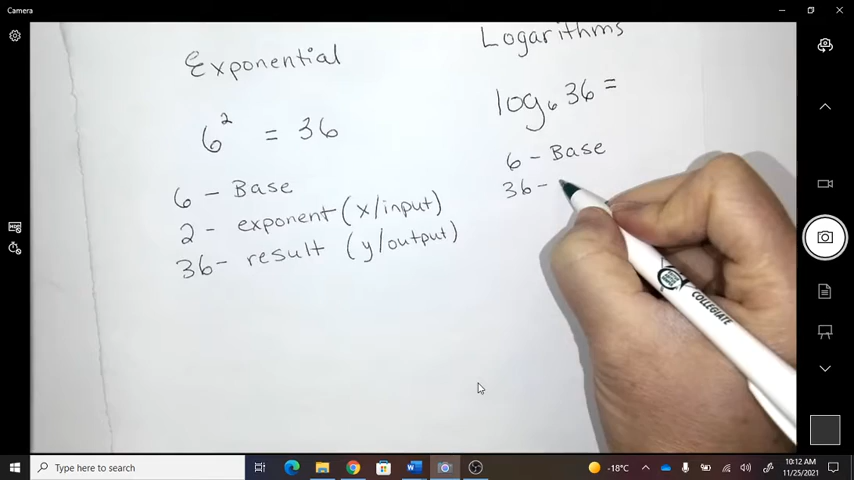 Camera
Exponential
6² = 36
6 - Base
2 - exponent (x/input)
36 - result (y/output)
Logarithms
log₆ 36 =
6 - Base
36 -
COLLEGIATE
Type here to search
-18°C
10:12 AM
11/25/2021